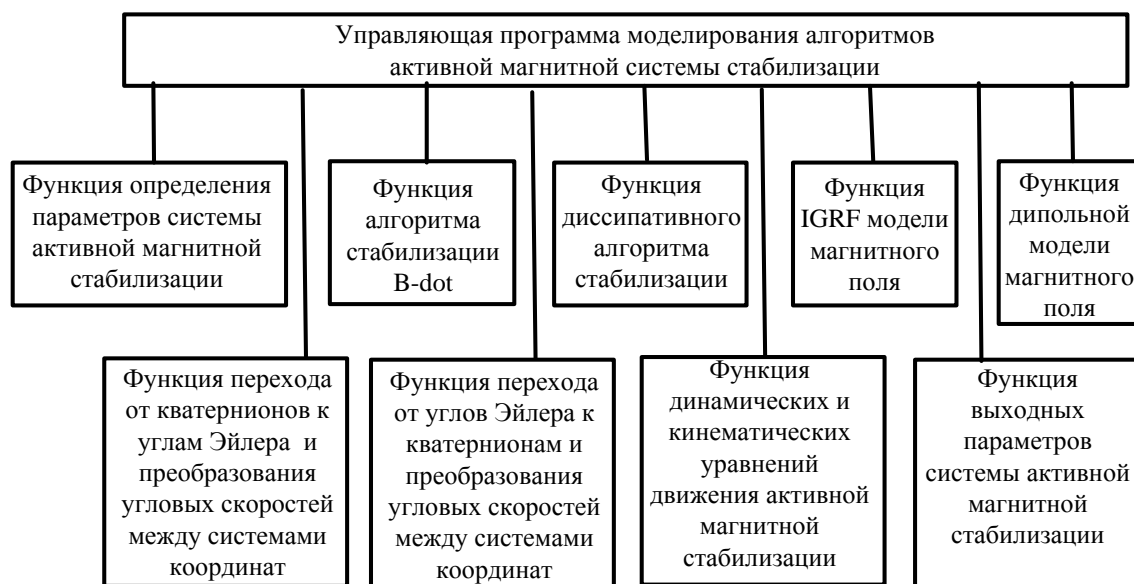 Управляющая программа моделирования алгоритмов
активной магнитной системы стабилизации
Функция определения
параметров системы
активной магнитной
стабилизации
Функция
алгоритма
стабилизации
B-dot
Функция
диссипативного
алгоритма
стабилизации
Функция
IGRF модели
магнитного
поля
Функция
дипольной
модели
магнитного
поля
Функция перехода
от кватернионов к
углам Эйлера и
преобразования
угловых скоростей
между системами
координат
Функция перехода
от углов Эйлера к
кватернионам и
преобразования
угловых скоростей
между системами
координат
Функция
динамических и
кинематических
уравнений
движения активной
магнитной
стабилизации
Функция
выходных
параметров
системы активной
магнитной
стабилизации